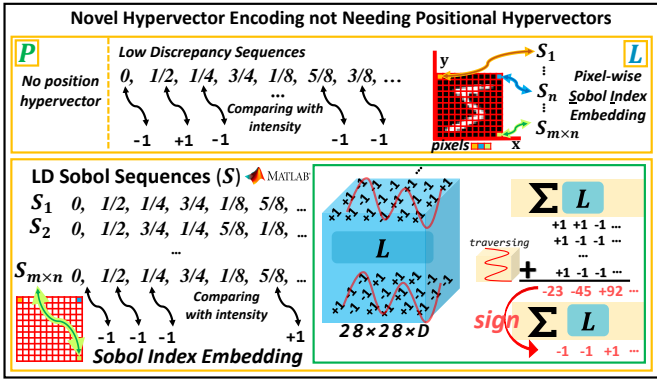 Novel Hypervector Encoding not Needing Positional Hypervectors
P
No position
hypervector
Low Discrepancy Sequences
0, 1/2, 1/4, 3/4, 1/8, 5/8, 3/8, ...
...
Comparing with
intensity
-1 +1 -1 -1 -1
y
x
pixels
S1
⋮
Sn
⋮
Sm×n
L
Pixel-wise
Sobol Index
Embedding
LD Sobol Sequences (S) MATLAB
S1 0, 1/2, 1/4, 3/4, 1/8, 5/8, ...
S2 0, 1/2, 3/4, 1/4, 5/8, 1/8, ...
...
Sm×n 0, 1/2, 1/4, 3/4, 1/8, 5/8, ...
Comparing
with intensity
-1 -1 -1 +1
Sobol Index Embedding
L
28×28×D
traversing
Σ L
+1 +1 -1 ...
+1 -1 -1 ...
...
+ +1 -1 -1 ...
-23 -45 +92 ...
sign
Σ L
-1 -1 +1 ...